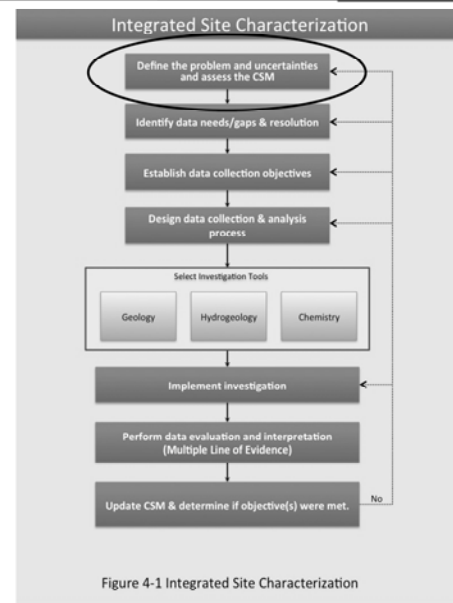 Integrated Site Characterization
Define the problem and uncertainties
and assess the CSM
Identify data needs/gaps & resolution
Establish data collection objectives
Design data collection & analysis
process
Select Investigation Tools
Geology
Hydrogeology
Chemistry
Implement investigation
Perform data evaluation and interpretation
(Multiple Line of Evidence)
Update CSM & determine if objective(s) were met.
No
Figure 4-1 Integrated Site Characterization